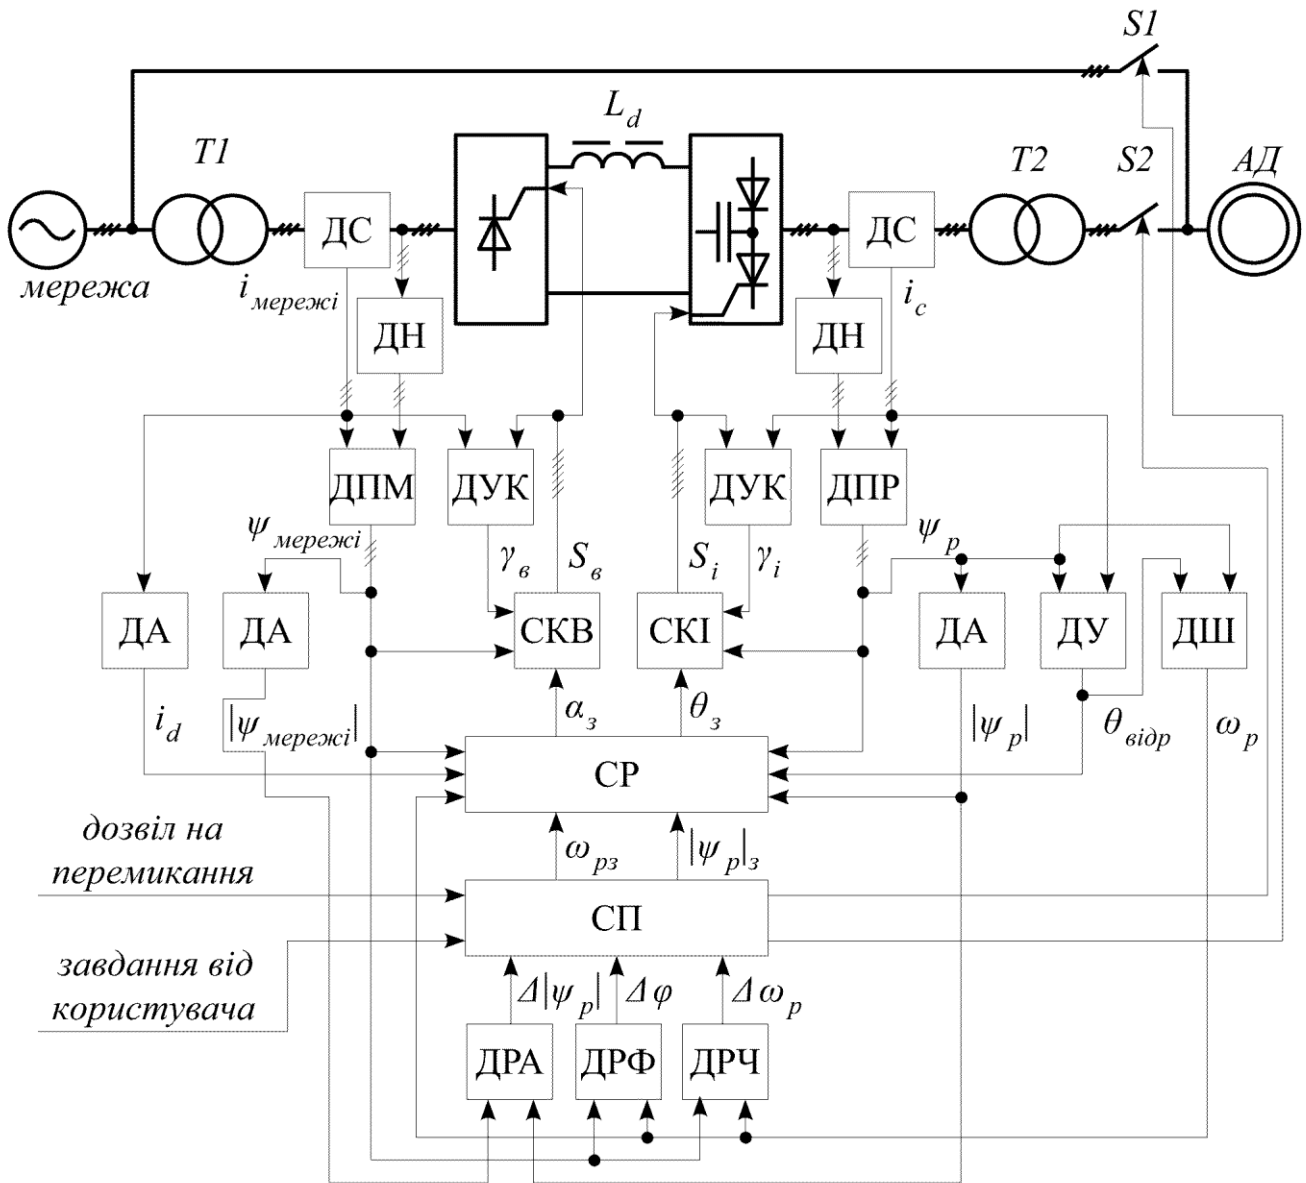 S1
L_d
T1
T2
S2
АД
ДС
ДС
мережа
i_мережі
i_с
ДН
ДН
ДПМ
ДУК
ДУК
ДПР
ψ_мережі
γ_в
S_в
S_i
γ_i
ψ_р
ДА
ДА
СКВ
СКІ
ДА
ДУ
ДШ
i_d
|ψ_мережі|
α_з
θ_з
|ψ_р|
θ_відр
ω_р
СР
дозвіл на
перемикання
ω_рз
|ψ_р|_з
СП
завдання від
користувача
Δ|ψ_р|
Δφ
Δω_р
ДРА
ДРФ
ДРЧ